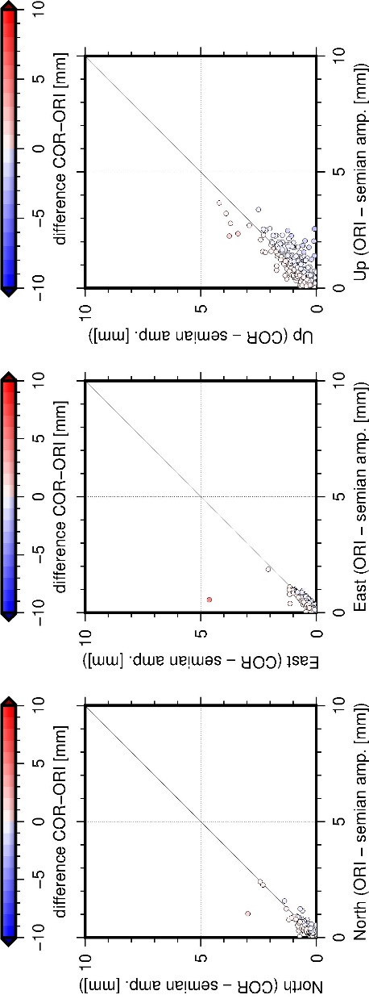 −10 −5 0 5 10
difference COR−ORI [mm]
10
5
0
North (COR − semian amp. [mm])
0 5 10
North (ORI − semian amp. [mm])
−10 −5 0 5 10
difference COR−ORI [mm]
10
5
0
East (COR − semian amp. [mm])
0 5 10
East (ORI − semian amp. [mm])
−10 −5 0 5 10
difference COR−ORI [mm]
10
5
0
Up (COR − semian amp. [mm])
0 5 10
Up (ORI − semian amp. [mm])